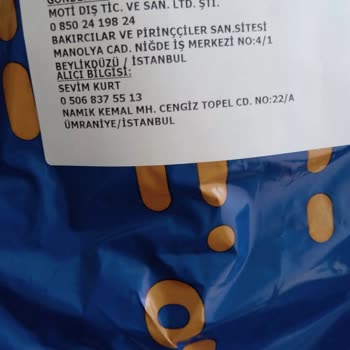 MOTİ DIŞ TİC. VE SAN. LTD. ŞTİ.
0 850 24 198 24
BAKIRCILAR VE PİRİNÇÇİLER SAN.SİTESİ
MANOLYA CAD. NİĞDE İŞ MERKEZİ NO:4/1
BEYLİKDÜZÜ / İSTANBUL
ALICI BİLGİSİ:
SEVİM KURT
0 506 837 55 13
NAMIK KEMAL MH. CENGİZ TOPEL CD. NO:22/A
ÜMRANİYE/İSTANBUL